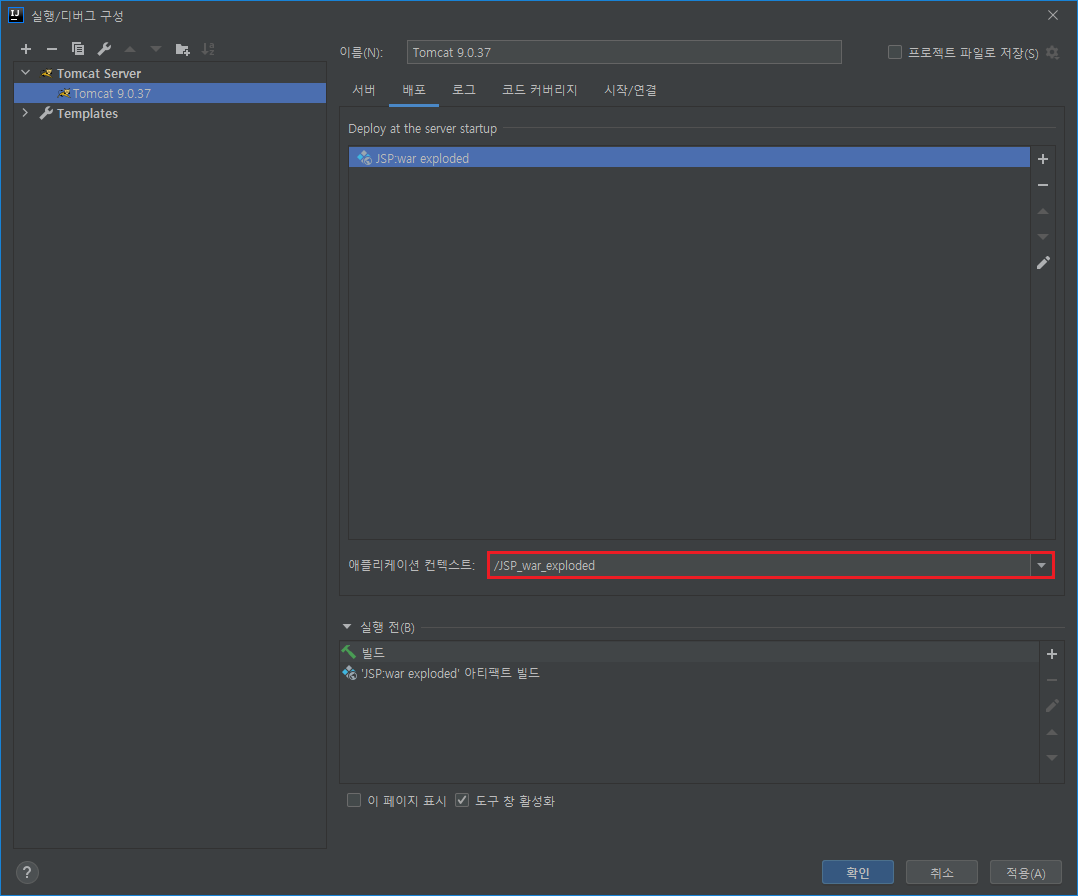 실행/디버그 구성
이름(N): Tomcat 9.0.37 프로젝트 파일로 저장(S)
Tomcat Server
Tomcat 9.0.37
Templates
서버 배포 로그 코드 커버리지 시작/연결
Deploy at the server startup
JSP:war exploded
애플리케이션 컨텍스트: /JSP_war_exploded
실행 전(B)
빌드
'JSP:war exploded' 아티팩트 빌드
이 페이지 표시 도구 창 활성화
? 확인 취소 적용(A)